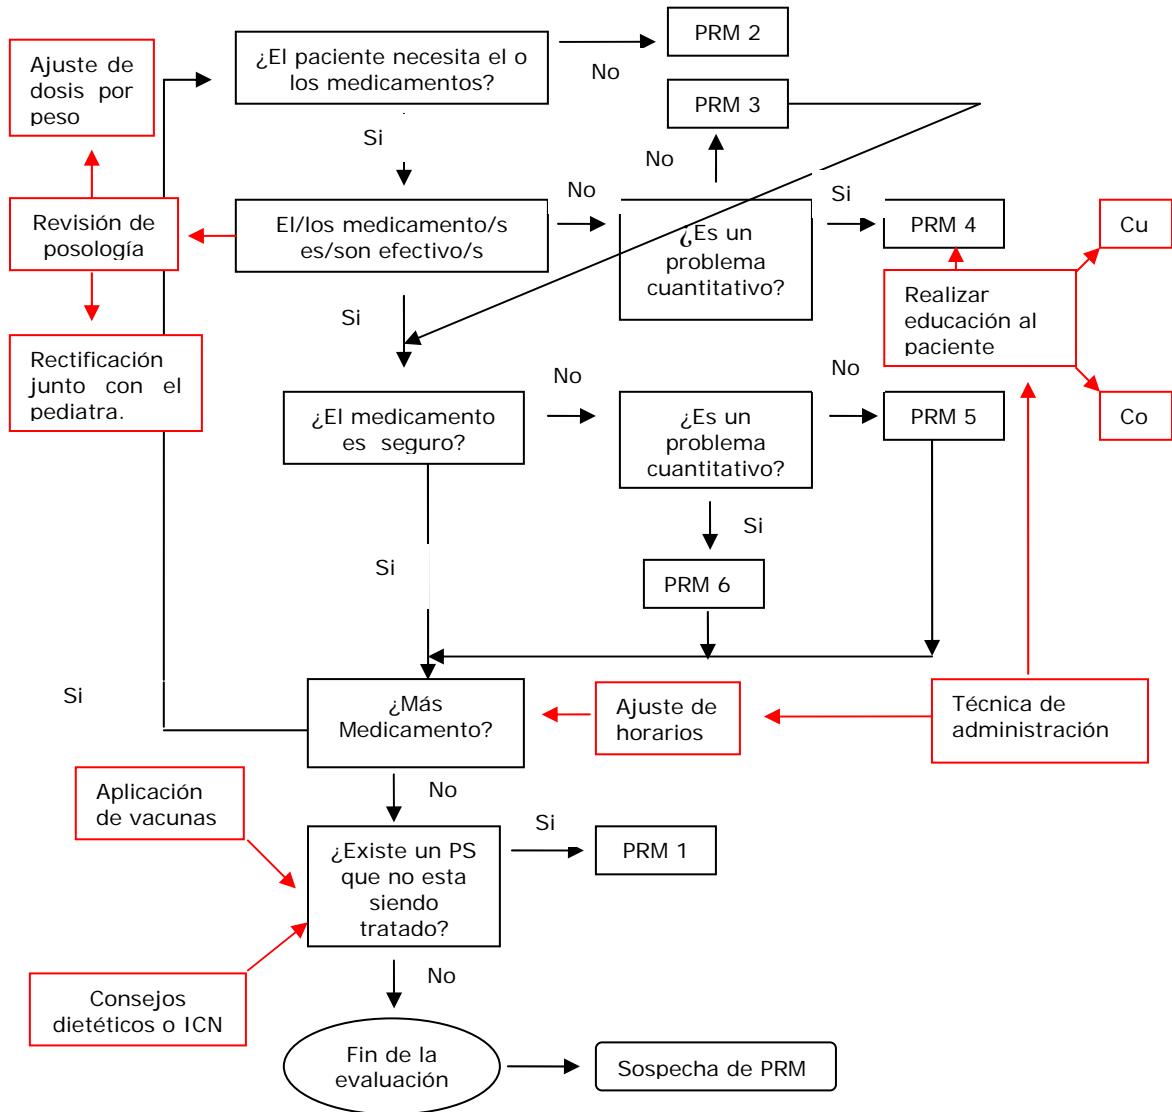 PRM 2
Ajuste de
dosis por
peso
¿El paciente necesita el o
los medicamentos?
No
PRM 3
Si
No
No
Si
Revisión de
posología
El/los medicamento/s
es/son efectivo/s
¿Es un
problema
cuantitativo?
PRM 4
Cu
Realizar
educación al
paciente
Si
Rectificación
junto con el
pediatra.
No
No
¿El medicamento
es seguro?
¿Es un
problema
cuantitativo?
PRM 5
Co
Si
Si
PRM 6
Si
¿Más
Medicamento?
Ajuste de
horarios
Técnica de
administración
No
Aplicación
de vacunas
Si
¿Existe un PS
que no esta
siendo
tratado?
PRM 1
No
Consejos
dietéticos o ICN
Fin de la
evaluación
Sospecha de PRM